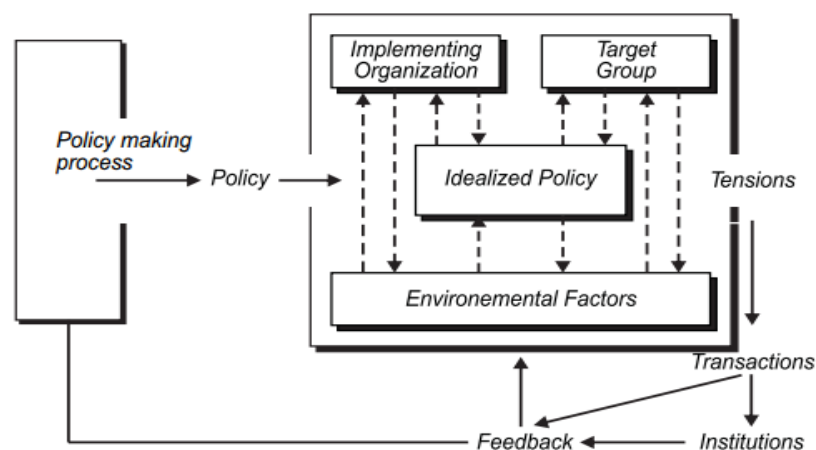 Implementing
Organization
Target
Group
Policy making
process
Policy
Idealized Policy
Tensions
Environemental Factors
Transactions
Feedback
Institutions